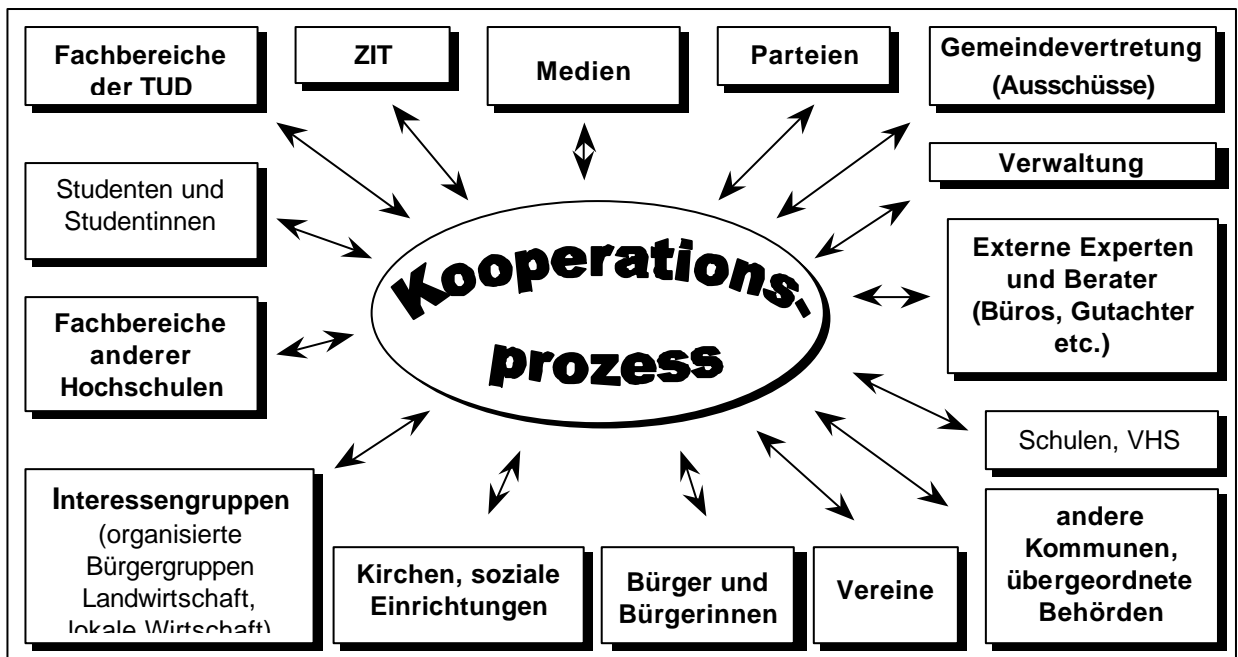 Fachbereiche
der TUD
ZIT
Medien
Parteien
Gemeindevertretung
(Ausschüsse)
Verwaltung
Studenten und
Studentinnen
Externe Experten
und Berater
(Büros, Gutachter
etc.)
Kooperations-
prozess
Fachbereiche
anderer
Hochschulen
Schulen, VHS
Interessengruppen
(organisierte
Bürgergruppen
Landwirtschaft,
lokale Wirtschaft)
Kirchen, soziale
Einrichtungen
Bürger und
Bürgerinnen
Vereine
andere
Kommunen,
übergeordnete
Behörden